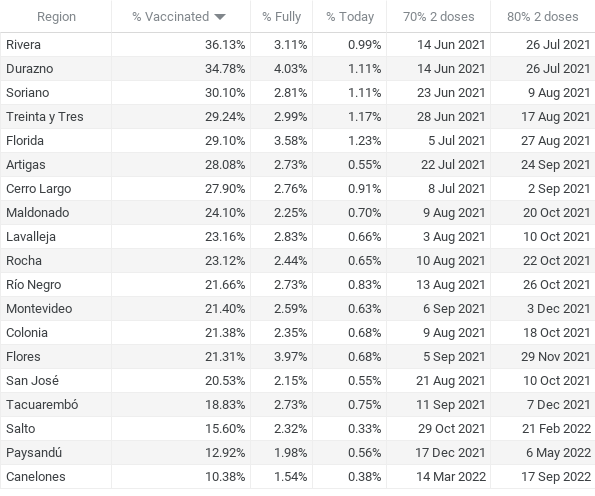 Region % Vaccinated % Fully % Today 70% 2 doses 80% 2 doses
Rivera 36.13% 3.11% 0.99% 14 Jun 2021 26 Jul 2021
Durazno 34.78% 4.03% 1.11% 14 Jun 2021 26 Jul 2021
Soriano 30.10% 2.81% 1.11% 23 Jun 2021 9 Aug 2021
Treinta y Tres 29.24% 2.99% 1.17% 28 Jun 2021 17 Aug 2021
Florida 29.10% 3.58% 1.23% 5 Jul 2021 27 Aug 2021
Artigas 28.08% 2.73% 0.55% 22 Jul 2021 24 Sep 2021
Cerro Largo 27.90% 2.76% 0.91% 8 Jul 2021 2 Sep 2021
Maldonado 24.10% 2.25% 0.70% 9 Aug 2021 20 Oct 2021
Lavalleja 23.16% 2.83% 0.66% 3 Aug 2021 10 Oct 2021
Rocha 23.12% 2.44% 0.65% 10 Aug 2021 22 Oct 2021
Río Negro 21.66% 2.73% 0.83% 13 Aug 2021 26 Oct 2021
Montevideo 21.40% 2.59% 0.63% 6 Sep 2021 3 Dec 2021
Colonia 21.38% 2.35% 0.68% 9 Aug 2021 18 Oct 2021
Flores 21.31% 3.97% 0.68% 5 Sep 2021 29 Nov 2021
San José 20.53% 2.15% 0.55% 21 Aug 2021 10 Oct 2021
Tacuarembó 18.83% 2.73% 0.75% 11 Sep 2021 7 Dec 2021
Salto 15.60% 2.32% 0.33% 29 Oct 2021 21 Feb 2022
Paysandú 12.92% 1.98% 0.56% 17 Dec 2021 6 May 2022
Canelones 10.38% 1.54% 0.38% 14 Mar 2022 17 Sep 2022